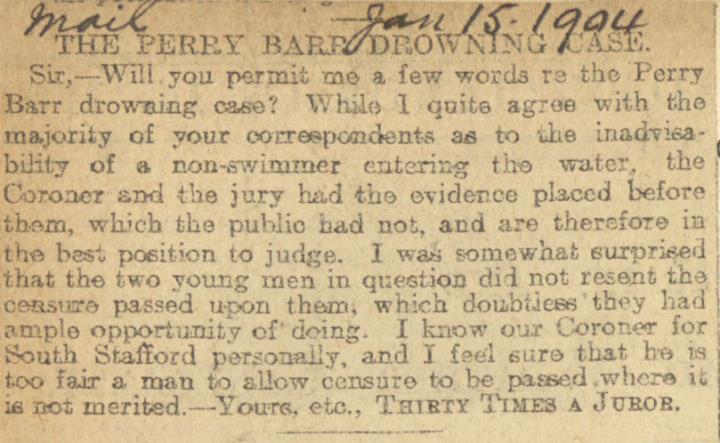 Mail Jan 15. 1904
THE PERRY BARR DROWNING CASE.
Sir,—Will you permit me a few words re the Perry
Barr drowning case? While I quite agree with the
majority of your correspondents as to the inadvisa-
bility of a non-swimmer entering the water, the
Coroner and the jury had the evidence placed before
them, which the public had not, and are therefore in
the best position to judge. I was somewhat surprised
that the two young men in question did not resent the
censure passed upon them, which doubtless they had
ample opportunity of doing. I know our Coroner for
South Stafford personally, and I feel sure that he is
too fair a man to allow censure to be passed where it
is not merited.—Yours, etc., THIRTY TIMES A JUROR.